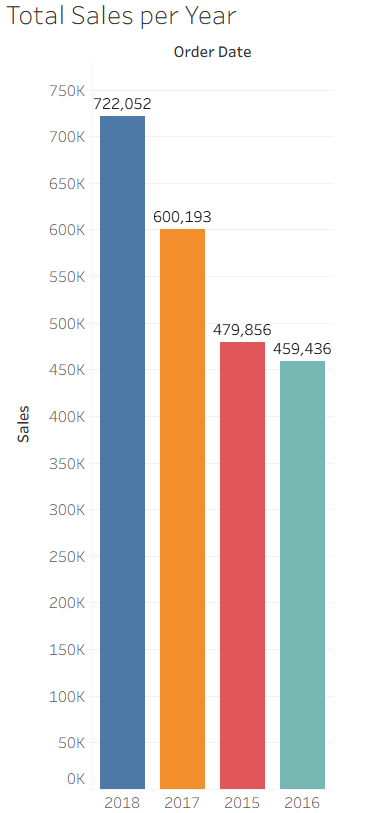 Total Sales per Year
Order Date
750K
722,052
700K
650K
600,193
600K
550K
500K
479,856
459,436
450K
400K
Sales
350K
300K
250K
200K
150K
100K
50K
0K
2018 2017 2015 2016